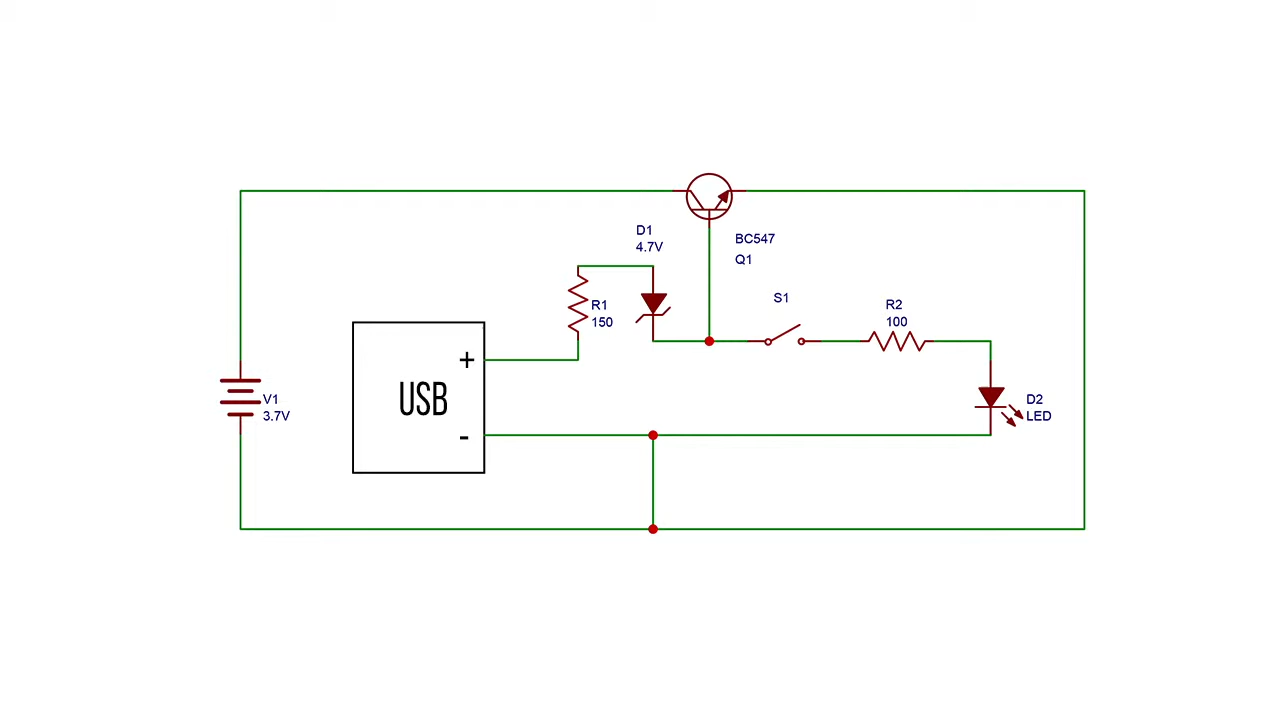 D1
4.7V
BC547
Q1
R1
150
S1
R2
100
+
USB
-
V1
3.7V
D2
LED